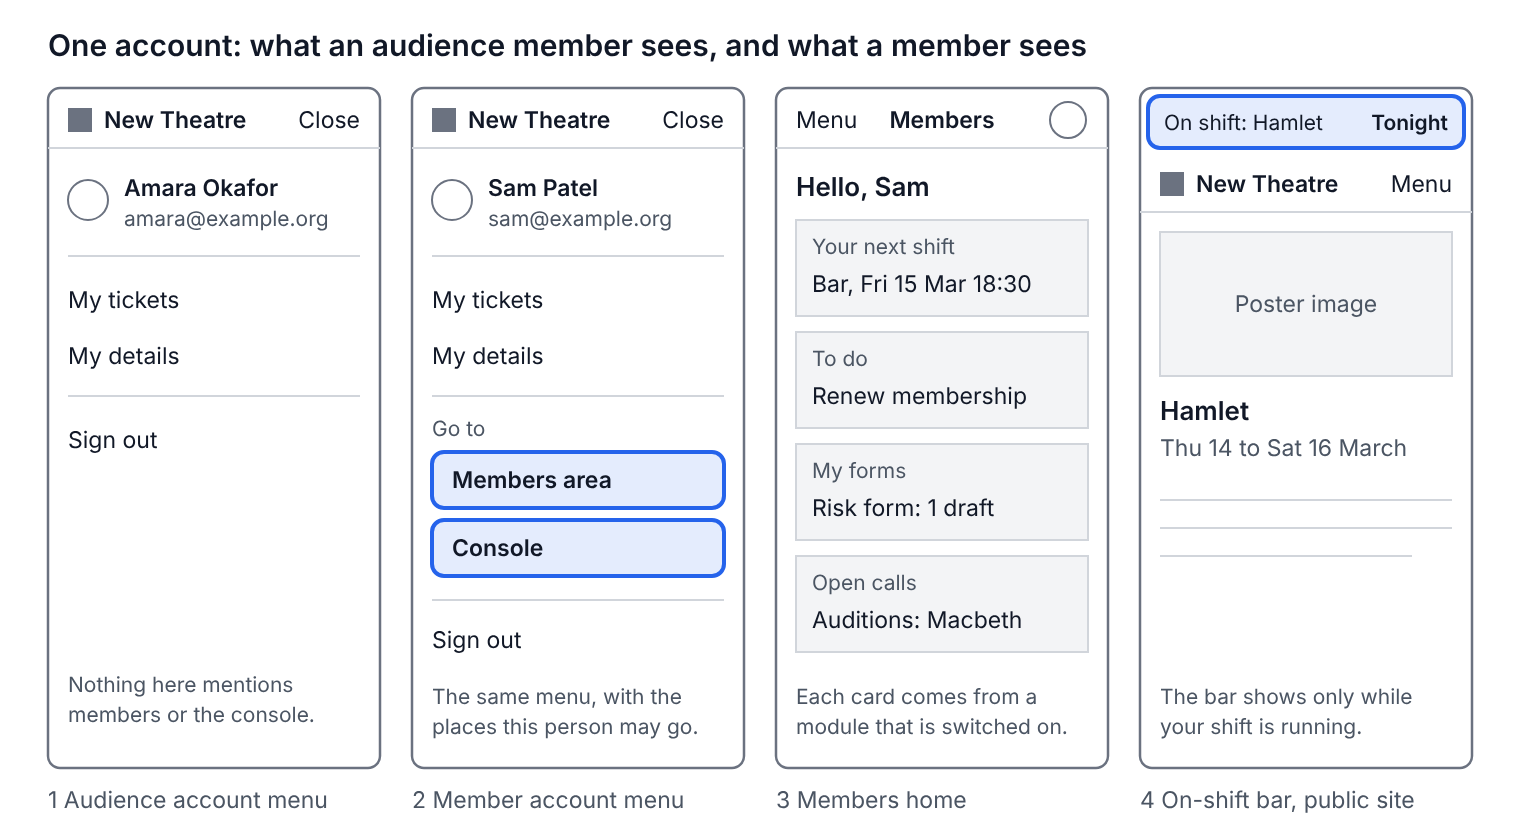 One account: what an audience member sees, and what a member sees
New Theatre Close
Amara Okafor
amara@example.org
My tickets
My details
Sign out
Nothing here mentions
members or the console.
1 Audience account menu
New Theatre Close
Sam Patel
sam@example.org
My tickets
My details
Go to
Members area
Console
Sign out
The same menu, with the
places this person may go.
2 Member account menu
Menu Members
Hello, Sam
Your next shift
Bar, Fri 15 Mar 18:30
To do
Renew membership
My forms
Risk form: 1 draft
Open calls
Auditions: Macbeth
Each card comes from a
module that is switched on.
3 Members home
On shift: Hamlet Tonight
New Theatre Menu
Poster image
Hamlet
Thu 14 to Sat 16 March
The bar shows only while
your shift is running.
4 On-shift bar, public site